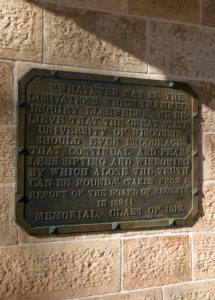 "WHATEVER MAY BE THE
LIMITATIONS WHICH TRAMMEL
INQUIRY ELSEWHERE, WE BE-
LIEVE THAT THE GREAT STATE
UNIVERSITY OF WISCONSIN
SHOULD EVER ENCOURAGE
THAT CONTINUAL AND FEAR-
LESS SIFTING AND WINNOWING
BY WHICH ALONE THE TRUTH
CAN BE FOUND." (TAKEN FROM A
REPORT OF THE BOARD OF REGENTS
IN 1894)
MEMORIAL, CLASS OF 1910.